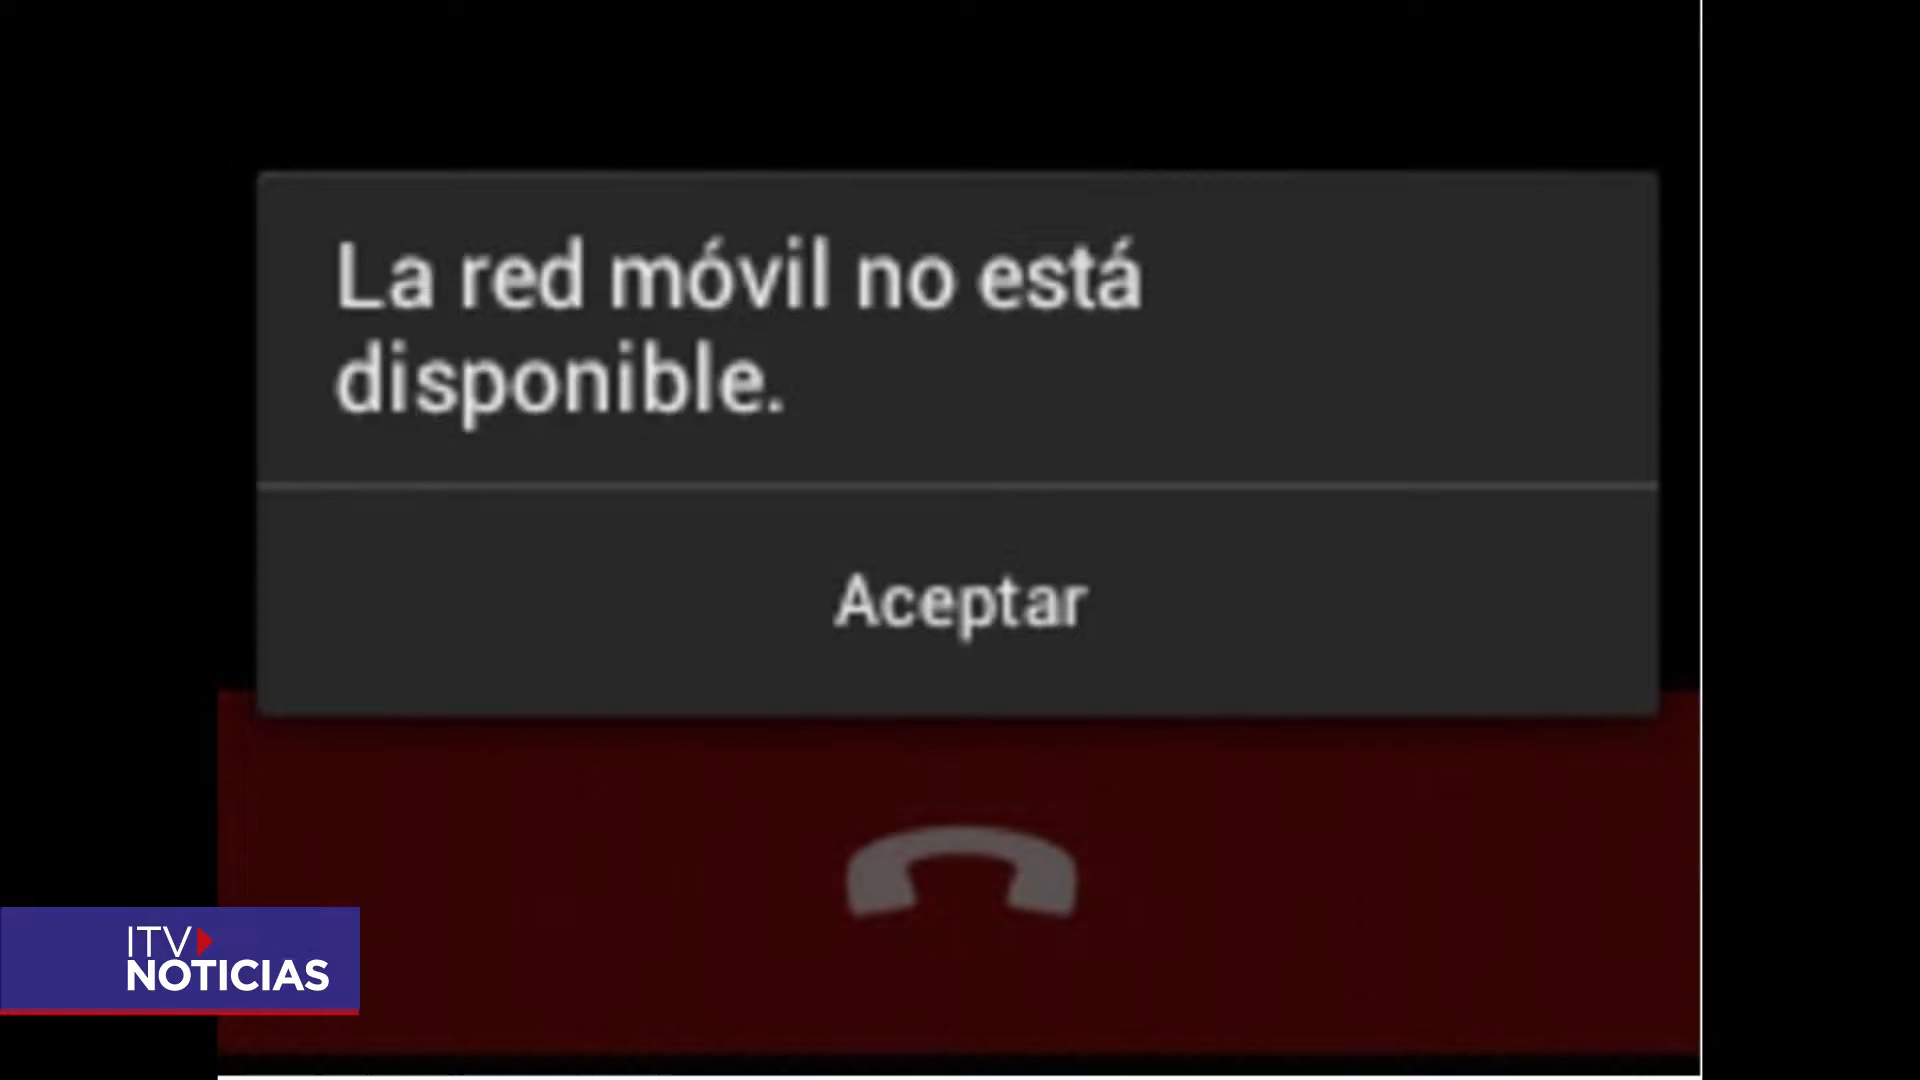 La red móvil no está
disponible.
Aceptar
ITV
NOTICIAS